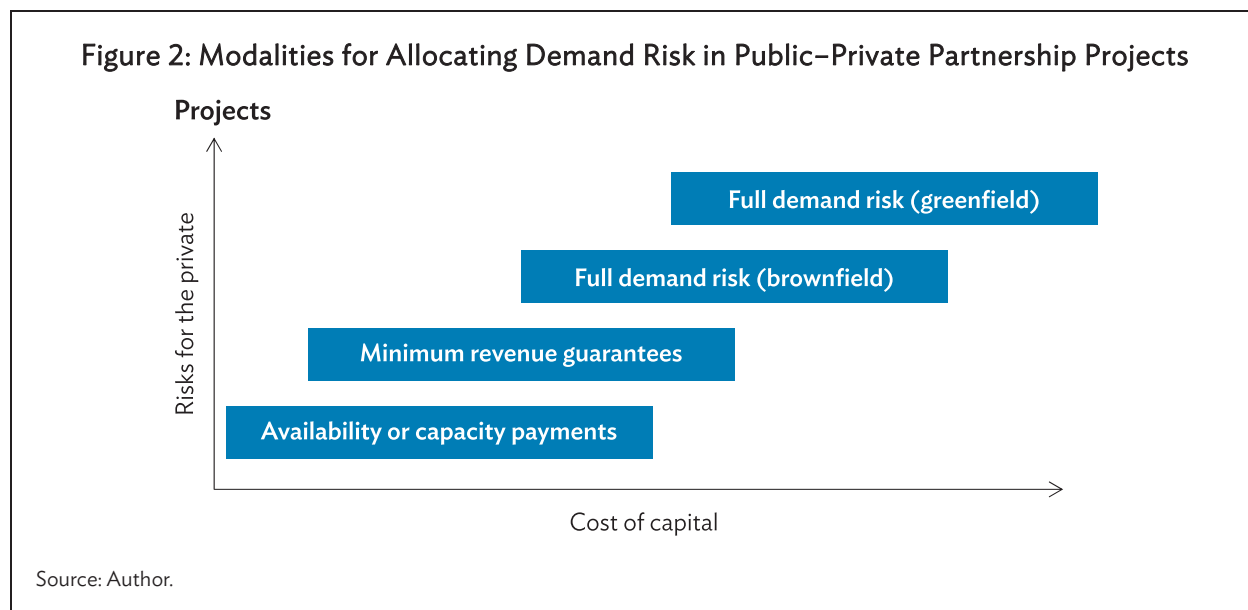 Figure 2: Modalities for Allocating Demand Risk in Public–Private Partnership Projects
Projects
Risks for the private
Full demand risk (greenfield)
Full demand risk (brownfield)
Minimum revenue guarantees
Availability or capacity payments
Cost of capital
Source: Author.